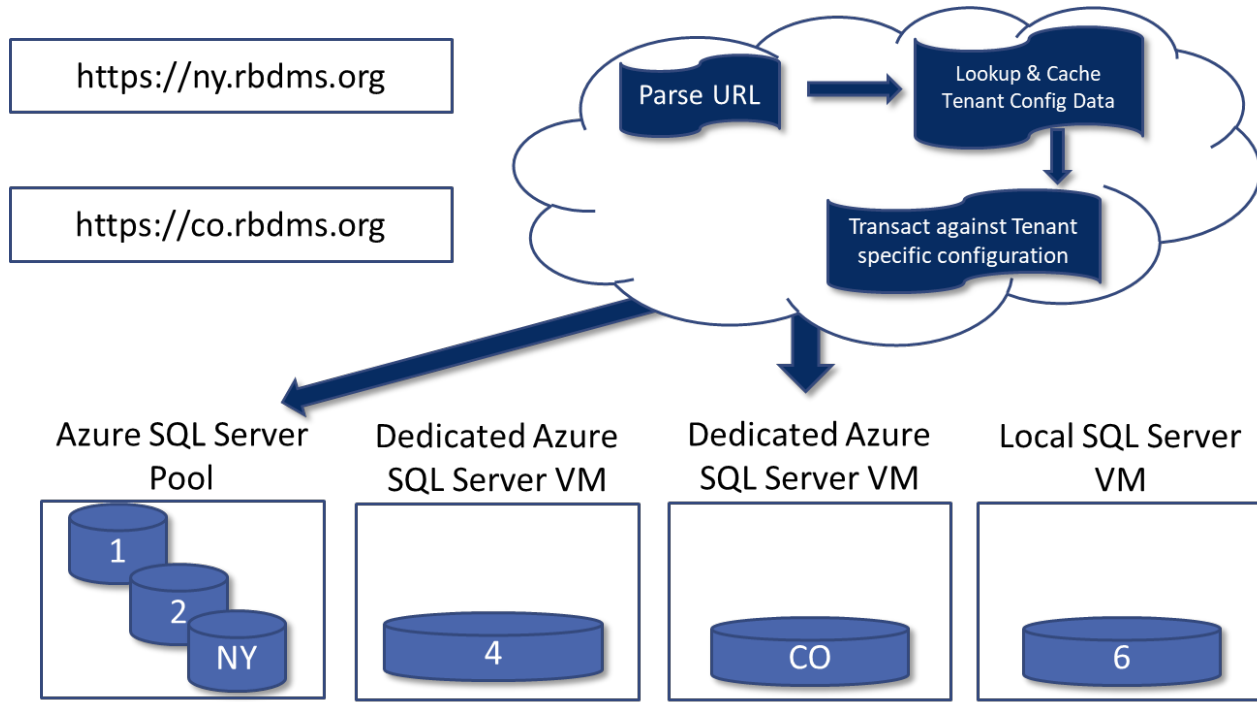 https://ny.rbdms.org
https://co.rbdms.org
Parse URL
Lookup & Cache
Tenant Config Data
Transact against Tenant
specific configuration
Azure SQL Server
Pool
1
2
NY
Dedicated Azure
SQL Server VM
4
Dedicated Azure
SQL Server VM
CO
Local SQL Server
VM
6